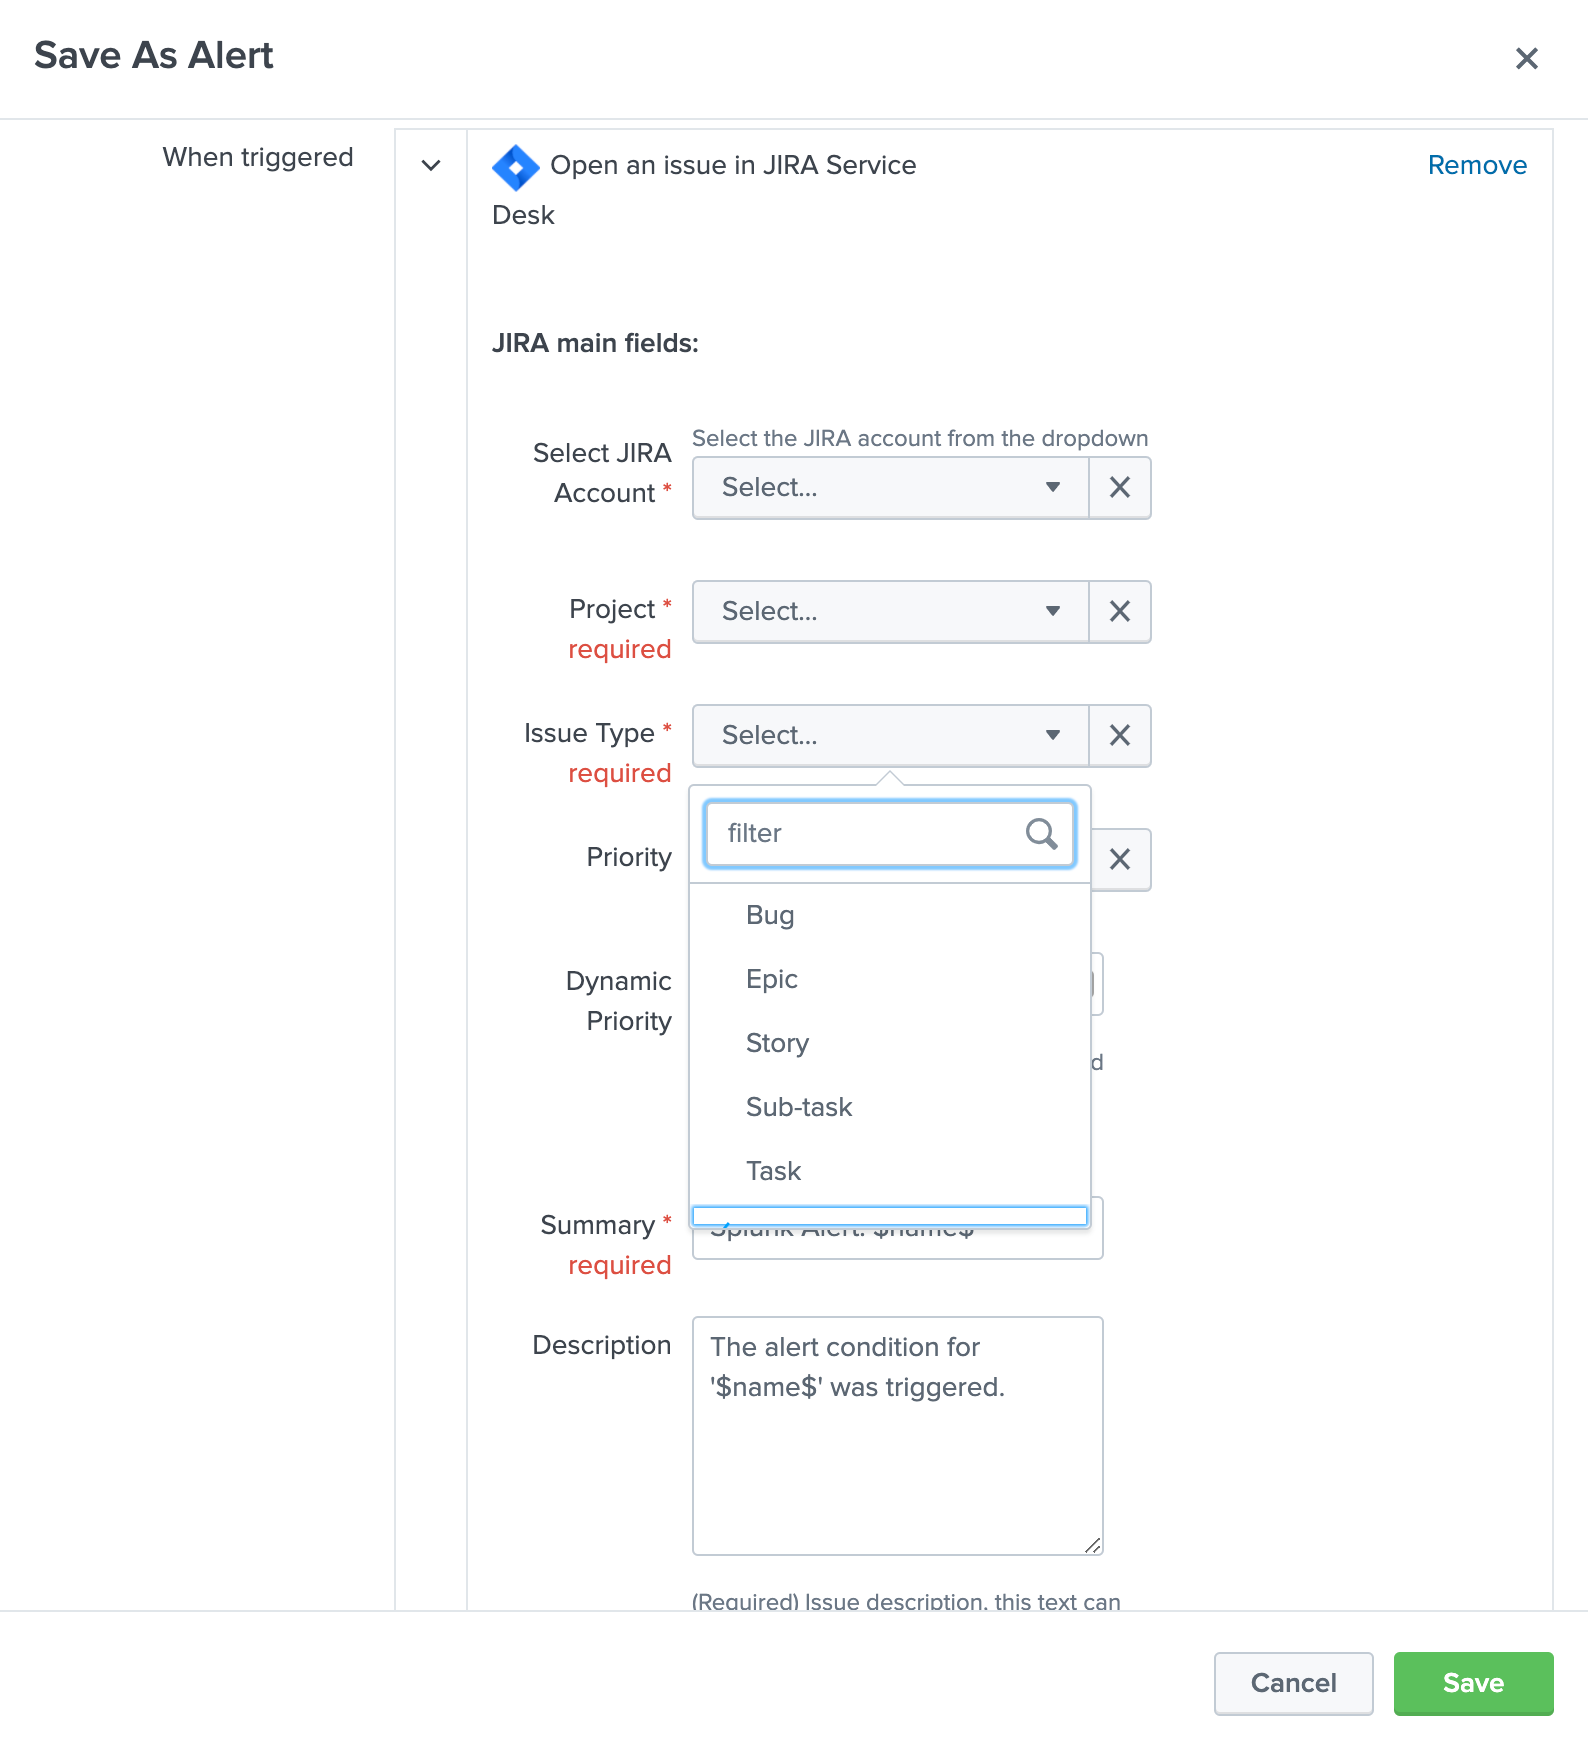 Save As Alert
When triggered
Open an issue in JIRA Service
Desk
Remove
JIRA main fields:
Select the JIRA account from the dropdown
Select JIRA
Account *
Select...
Project *
required
Select...
Issue Type *
required
Select...
filter
Priority
Bug
Epic
Dynamic
Priority
Story
d
Sub-task
Task
Summary *
required
Splunk Alert: $name$
Description
The alert condition for
'$name$' was triggered.
(Required) Issue description, this text can
Cancel
Save